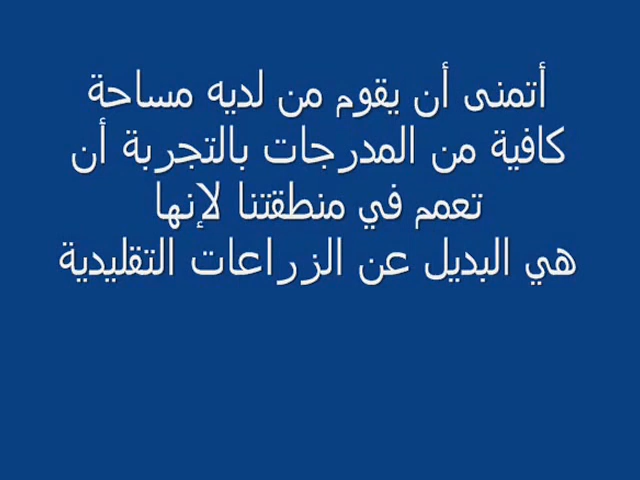 أتمنى أن يقوم من لديه مساحة
كافية من المدرجات بالتجربة أن
تعمم في منطقتنا لإنها
هي البديل عن الزراعات التقليدية